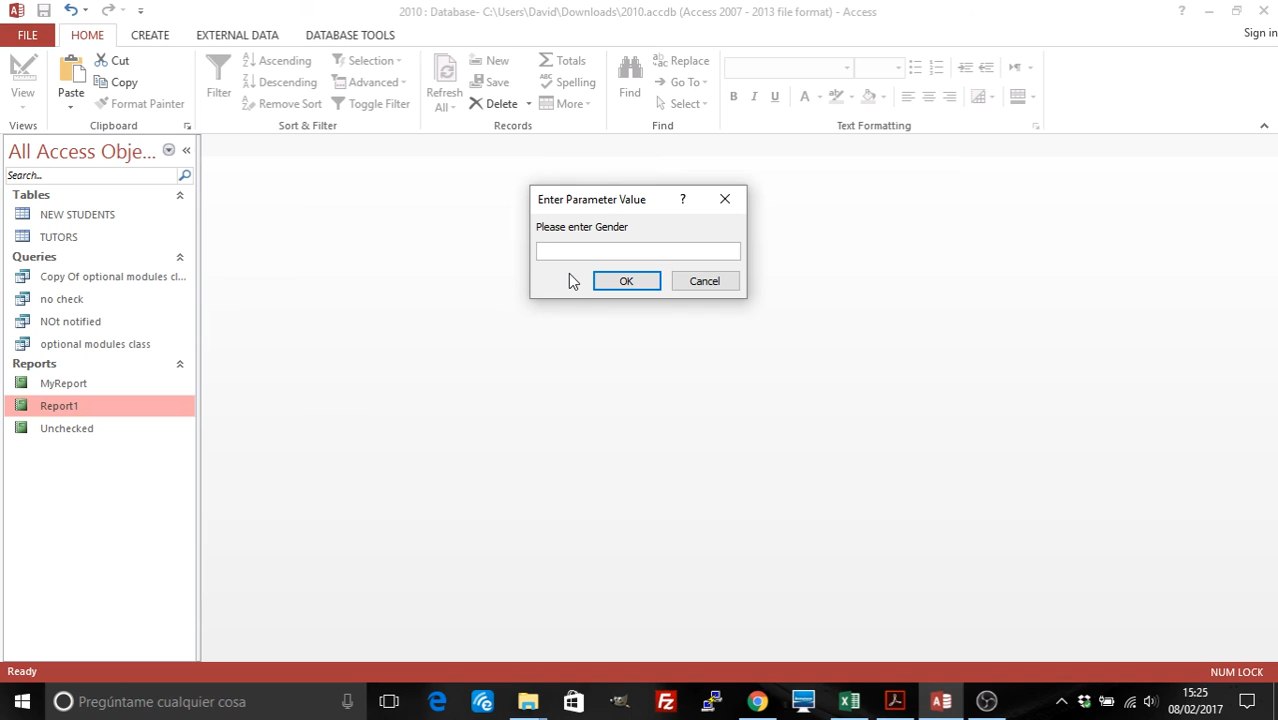 2010 : Database- C:\Users\David\Downloads\2010.accdb (Access 2007 - 2013 file format) - Access
FILE HOME CREATE EXTERNAL DATA DATABASE TOOLS Sign in
View
Views
Paste
Cut
Copy
Format Painter
Clipboard
Filter
Ascending
Descending
Remove Sort
Selection
Advanced
Toggle Filter
Sort & Filter
Refresh
All
New
Save
Delete
Totals
Spelling
More
Records
Find
Replace
Go To
Select
Find
B I U A
Text Formatting
All Access Obje...
Search...
Tables
NEW STUDENTS
TUTORS
Queries
Copy Of optional modules cl...
no check
NOt notified
optional modules class
Reports
MyReport
Report1
Unchecked
Enter Parameter Value
Please enter Gender
OK Cancel
Ready NUM LOCK
Pregúntame cualquier cosa
15:25
08/02/2017